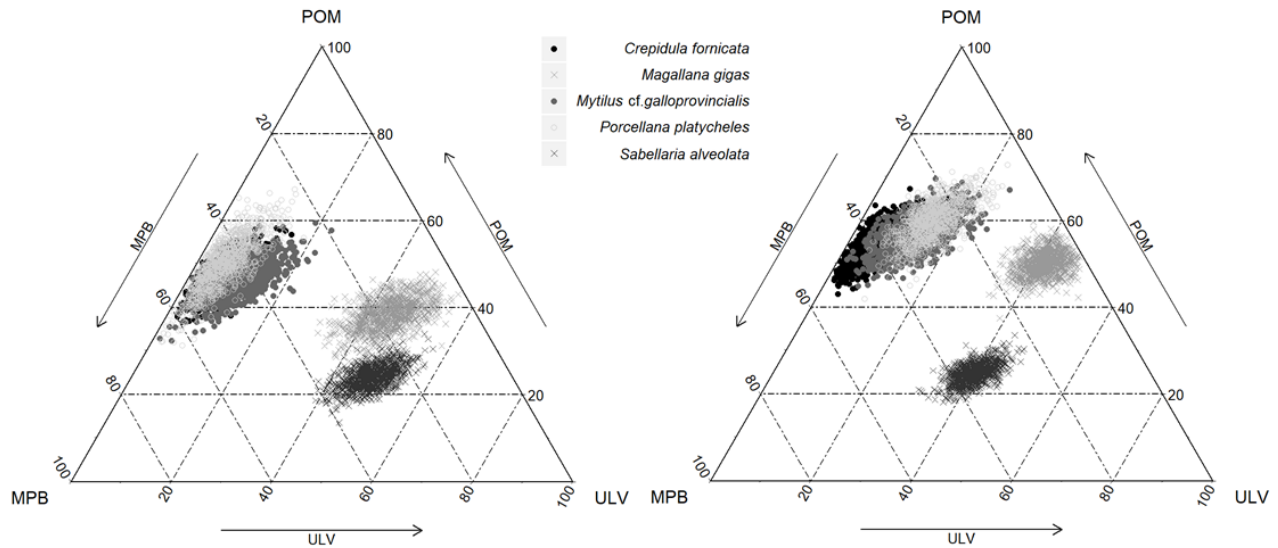 POM
100
20
80
40
60
MPB
POM
60
40
80
20
100
MPB
20
40
60
80
100
ULV
ULV
Crepidula fornicata
Magallana gigas
Mytilus cf.galloprovincialis
Porcellana platycheles
Sabellaria alveolata
POM
100
20
80
40
60
MPB
POM
60
40
80
20
100
MPB
20
40
60
80
100
ULV
ULV